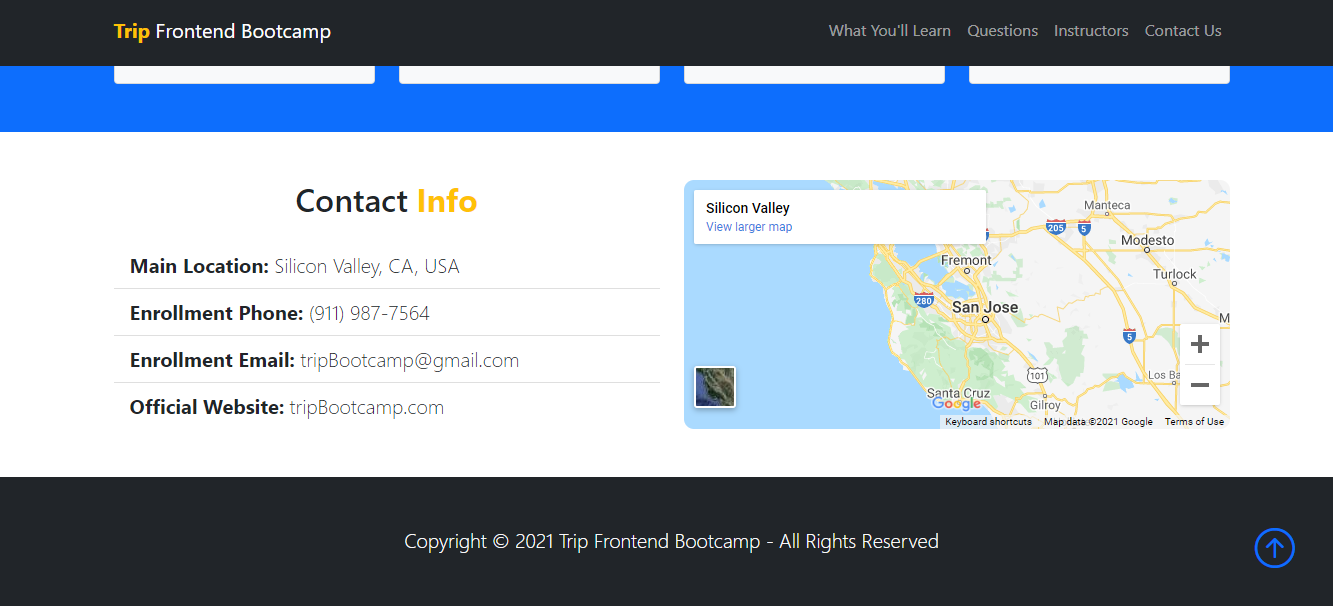 Trip Frontend Bootcamp
What You'll Learn Questions Instructors Contact Us
Contact Info
Main Location: Silicon Valley, CA, USA
Enrollment Phone: (911) 987-7564
Enrollment Email: tripBootcamp@gmail.com
Official Website: tripBootcamp.com
Silicon Valley
View larger map
Manteca
205
5
Modesto
Fremont
Turlock
280
San Jose
5
101
Santa Cruz
Google
Gilroy
Keyboard shortcuts Map data ©2021 Google Terms of Use
Copyright © 2021 Trip Frontend Bootcamp - All Rights Reserved